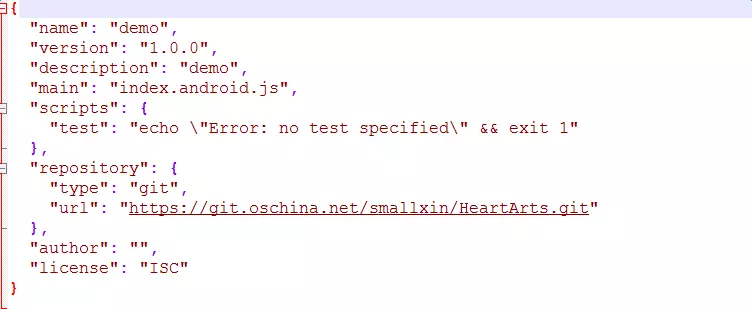 {
"name": "demo",
"version": "1.0.0",
"description": "demo",
"main": "index.android.js",
"scripts": {
"test": "echo \"Error: no test specified\" && exit 1"
},
"repository": {
"type": "git",
"url": "https://git.oschina.net/smallxin/HeartArts.git"
},
"author": "",
"license": "ISC"
}